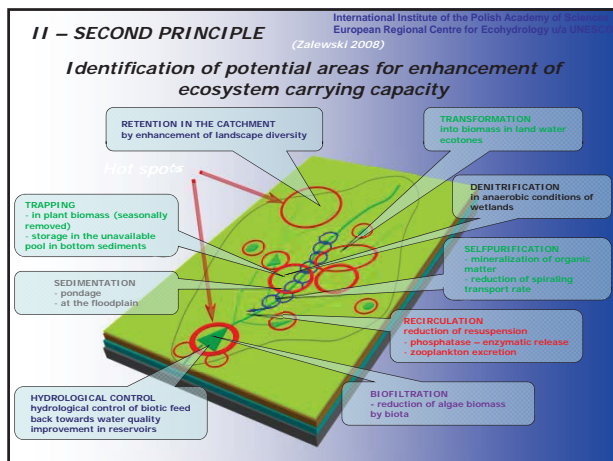 II – SECOND PRINCIPLE
International Institute of the Polish Academy of Sciences
European Regional Centre for Ecohydrology u/a UNESCO
(Zalewski 2008)
Identification of potential areas for enhancement of
ecosystem carrying capacity
RETENTION IN THE CATCHMENT
by enhancement of landscape diversity
TRANSFORMATION
into biomass in land water
ecotones
Hot spots
DENITRIFICATION
in anaerobic conditions of
wetlands
TRAPPING
- in plant biomass (seasonally
removed)
- storage in the unavailable
pool in bottom sediments
SELFPURIFICATION
- mineralization of organic
matter
- reduction of spiraling
transport rate
SEDIMENTATION
- pondage
- at the floodplain
RECIRCULATION
reduction of resuspension
- phosphatase – enzymatic release
- zooplankton excretion
HYDROLOGICAL CONTROL
hydrological control of biotic feed
back towards water quality
improvement in reservoirs
BIOFILTRATION
- reduction of algae biomass
by biota